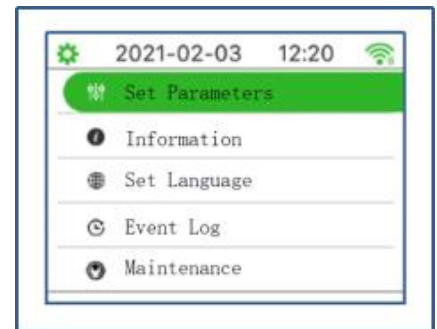 2021-02-03 12:20
Set Parameters
Information
Set Language
Event Log
Maintenance